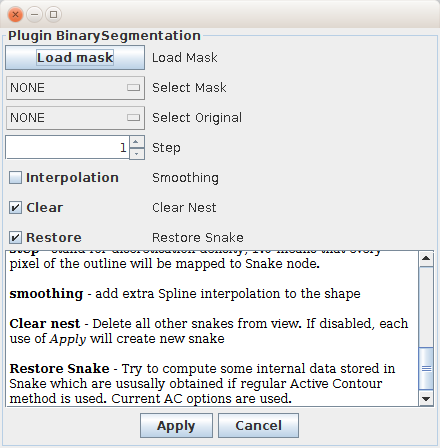 Plugin BinarySegmentation
Load mask Load Mask
NONE Select Mask
NONE Select Original
1 Step
Interpolation Smoothing
Clear Clear Nest
Restore Restore Snake
pixel of the outline will be mapped to Snake node.
smoothing - add extra Spline interpolation to the shape
Clear nest - Delete all other snakes from view. If disabled, each
use of Apply will create new snake
Restore Snake - Try to compute some internal data stored in
Snake which are ususally obtained if regular Active Contour
method is used. Current AC options are used.
Apply Cancel